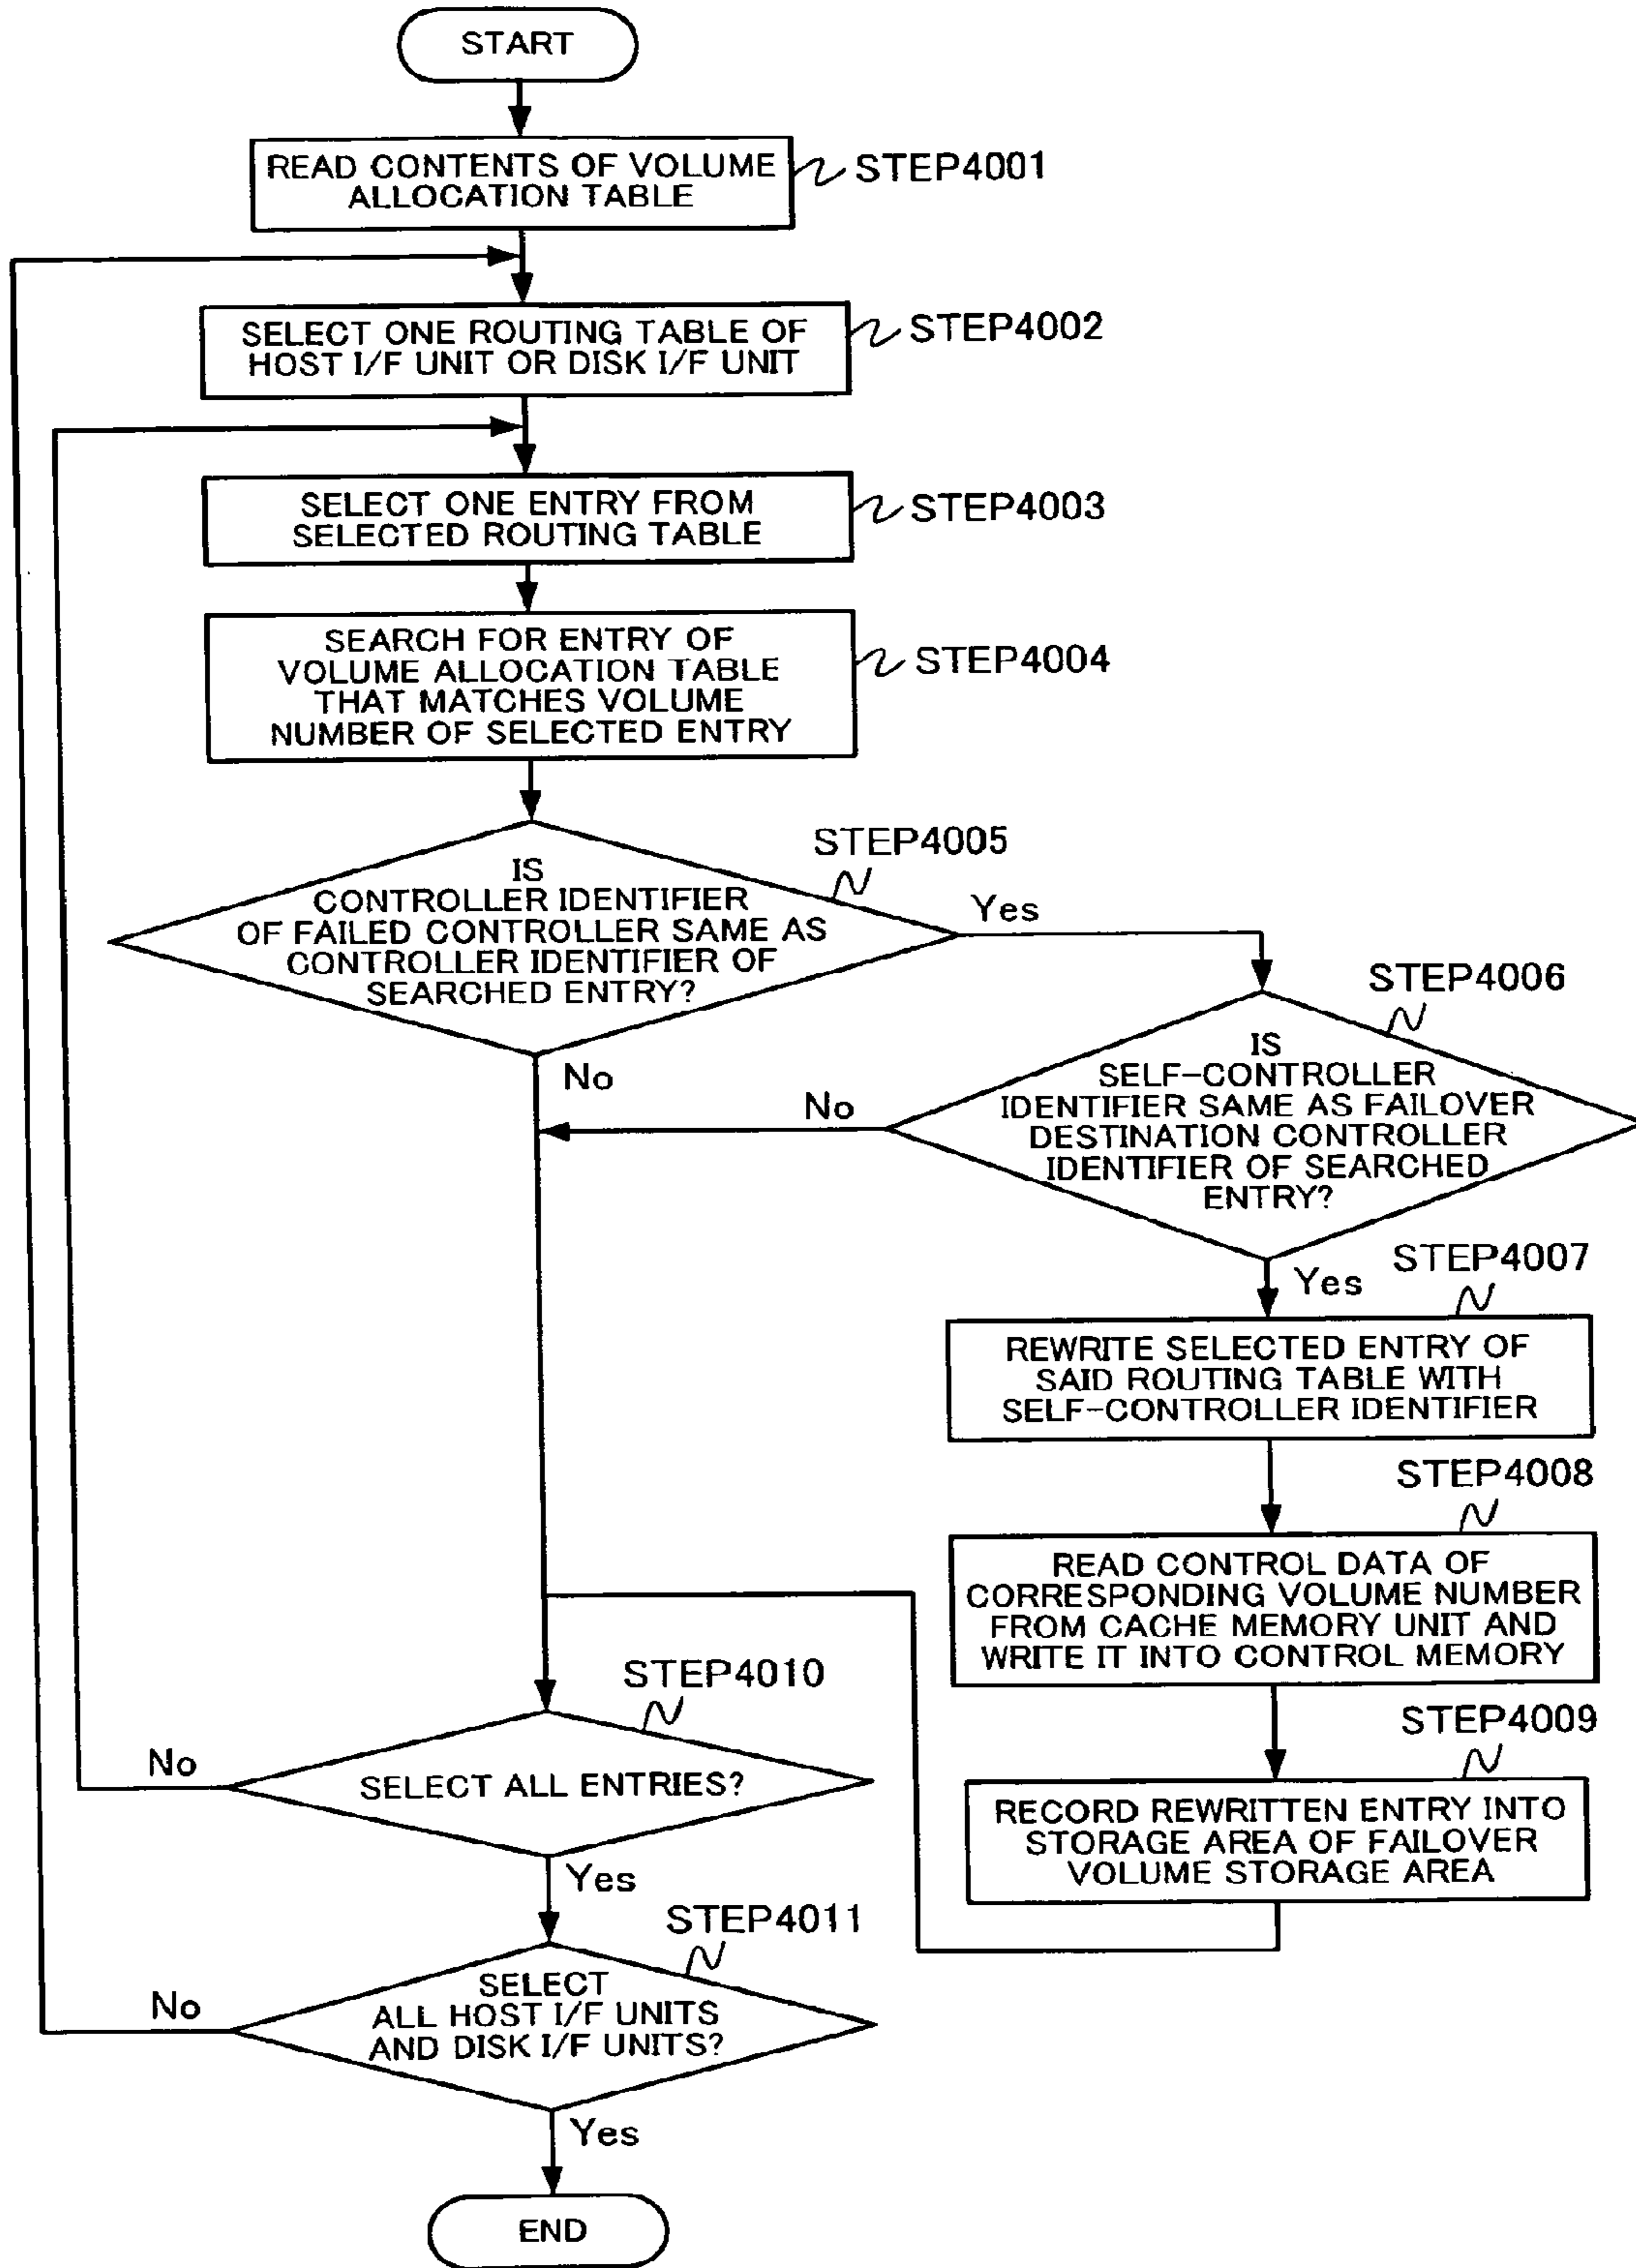 START
READ CONTENTS OF VOLUME
ALLOCATION TABLE
STEP4001
SELECT ONE ROUTING TABLE OF
HOST I/F UNIT OR DISK I/F UNIT
STEP4002
SELECT ONE ENTRY FROM
SELECTED ROUTING TABLE
STEP4003
SEARCH FOR ENTRY OF
VOLUME ALLOCATION TABLE
THAT MATCHES VOLUME
NUMBER OF SELECTED ENTRY
STEP4004
STEP4005
IS
CONTROLLER IDENTIFIER
OF FAILED CONTROLLER SAME AS
CONTROLLER IDENTIFIER OF
SEARCHED ENTRY?
Yes
No
STEP4006
IS
SELF-CONTROLLER
IDENTIFIER SAME AS FAILOVER
DESTINATION CONTROLLER
IDENTIFIER OF SEARCHED
ENTRY?
No
Yes
STEP4007
REWRITE SELECTED ENTRY OF
SAID ROUTING TABLE WITH
SELF-CONTROLLER IDENTIFIER
STEP4008
READ CONTROL DATA OF
CORRESPONDING VOLUME NUMBER
FROM CACHE MEMORY UNIT AND
WRITE IT INTO CONTROL MEMORY
STEP4009
RECORD REWRITTEN ENTRY INTO
STORAGE AREA OF FAILOVER
VOLUME STORAGE AREA
STEP4010
No
SELECT ALL ENTRIES?
Yes
STEP4011
No
SELECT
ALL HOST I/F UNITS
AND DISK I/F UNITS?
Yes
END